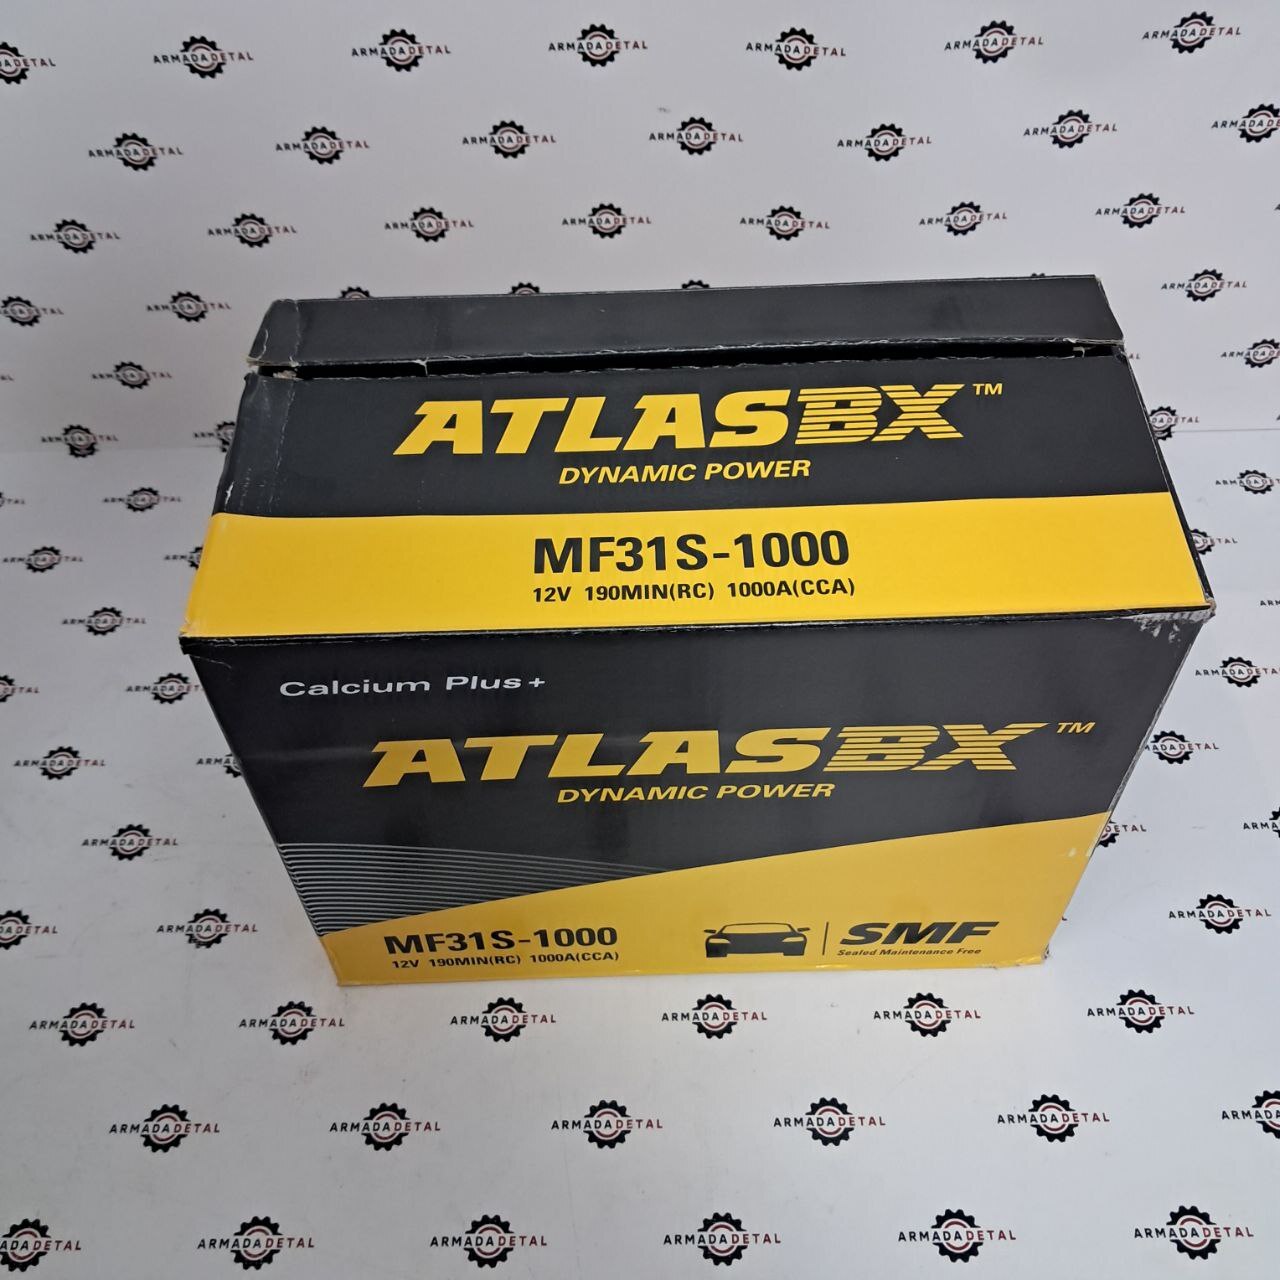 ATLASBX™
DYNAMIC POWER
MF31S-1000
12V 190MIN(RC) 1000A(CCA)
Calcium Plus+
ATLASBX™
DYNAMIC POWER
MF31S-1000
12V 190MIN(RC) 1000A(CCA)
SMF
Sealed Maintenance Free
ARMADADETAL